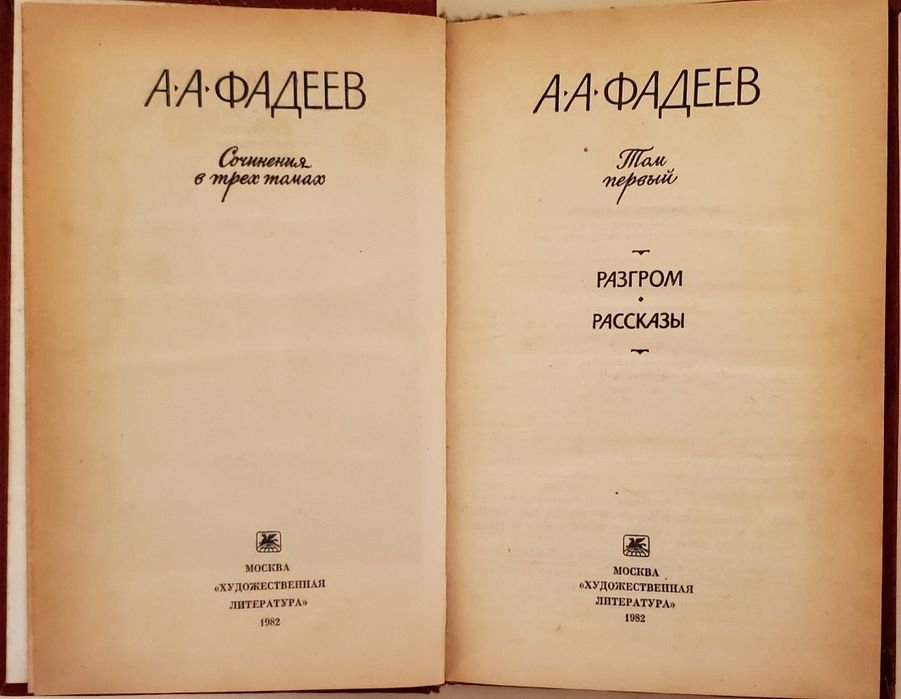 А·А·ФАДЕЕВ
Сочинения
в трех томах
МОСКВА
«ХУДОЖЕСТВЕННАЯ
ЛИТЕРАТУРА»
1982
А·А·ФАДЕЕВ
Том
первый
РАЗГРОМ
РАССКАЗЫ
МОСКВА
«ХУДОЖЕСТВЕННАЯ
ЛИТЕРАТУРА»
1982